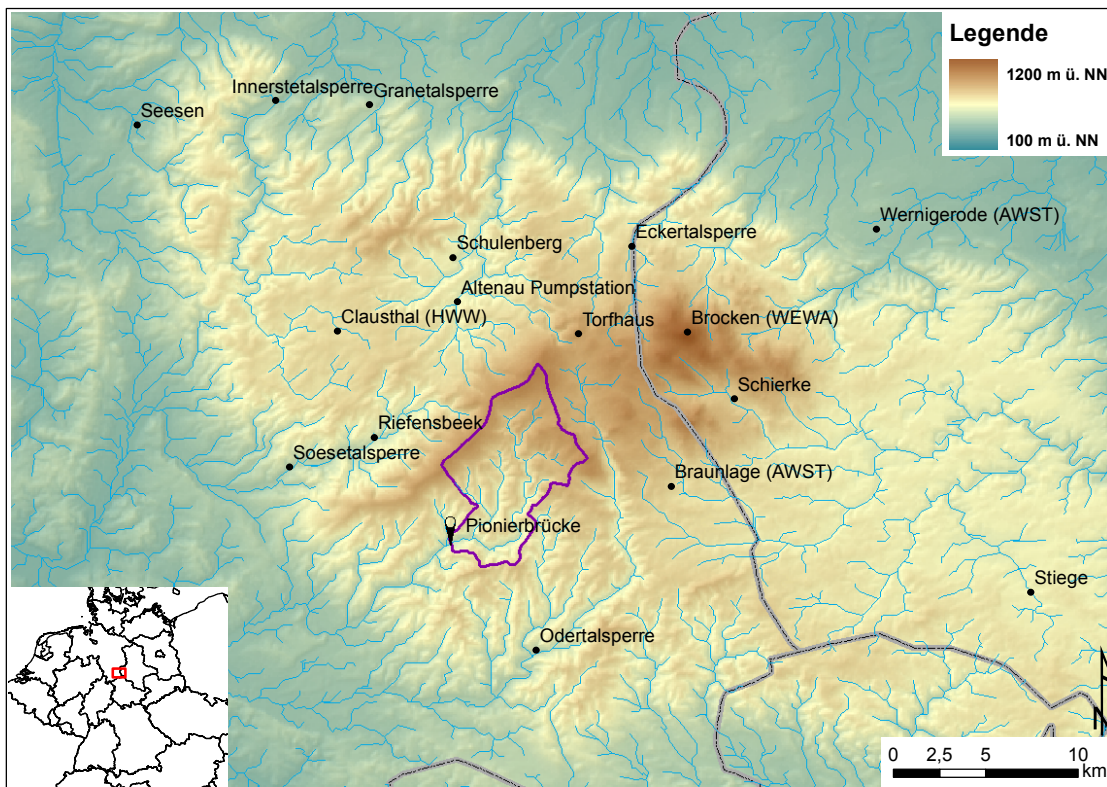 Legende
1200 m ü. NN
100 m ü. NN
Innerstetalsperre
Granetalsperre
Seesen
Wernigerode (AWST)
Eckertalsperre
Schulenberg
Altenau Pumpstation
Clausthal (HWW)
Torfhaus
Brocken (WEWA)
Schierke
Riefensbeek
Soesetalsperre
Braunlage (AWST)
Pionierbrücke
Stiege
Odertalsperre
N
0 2,5 5 10
km